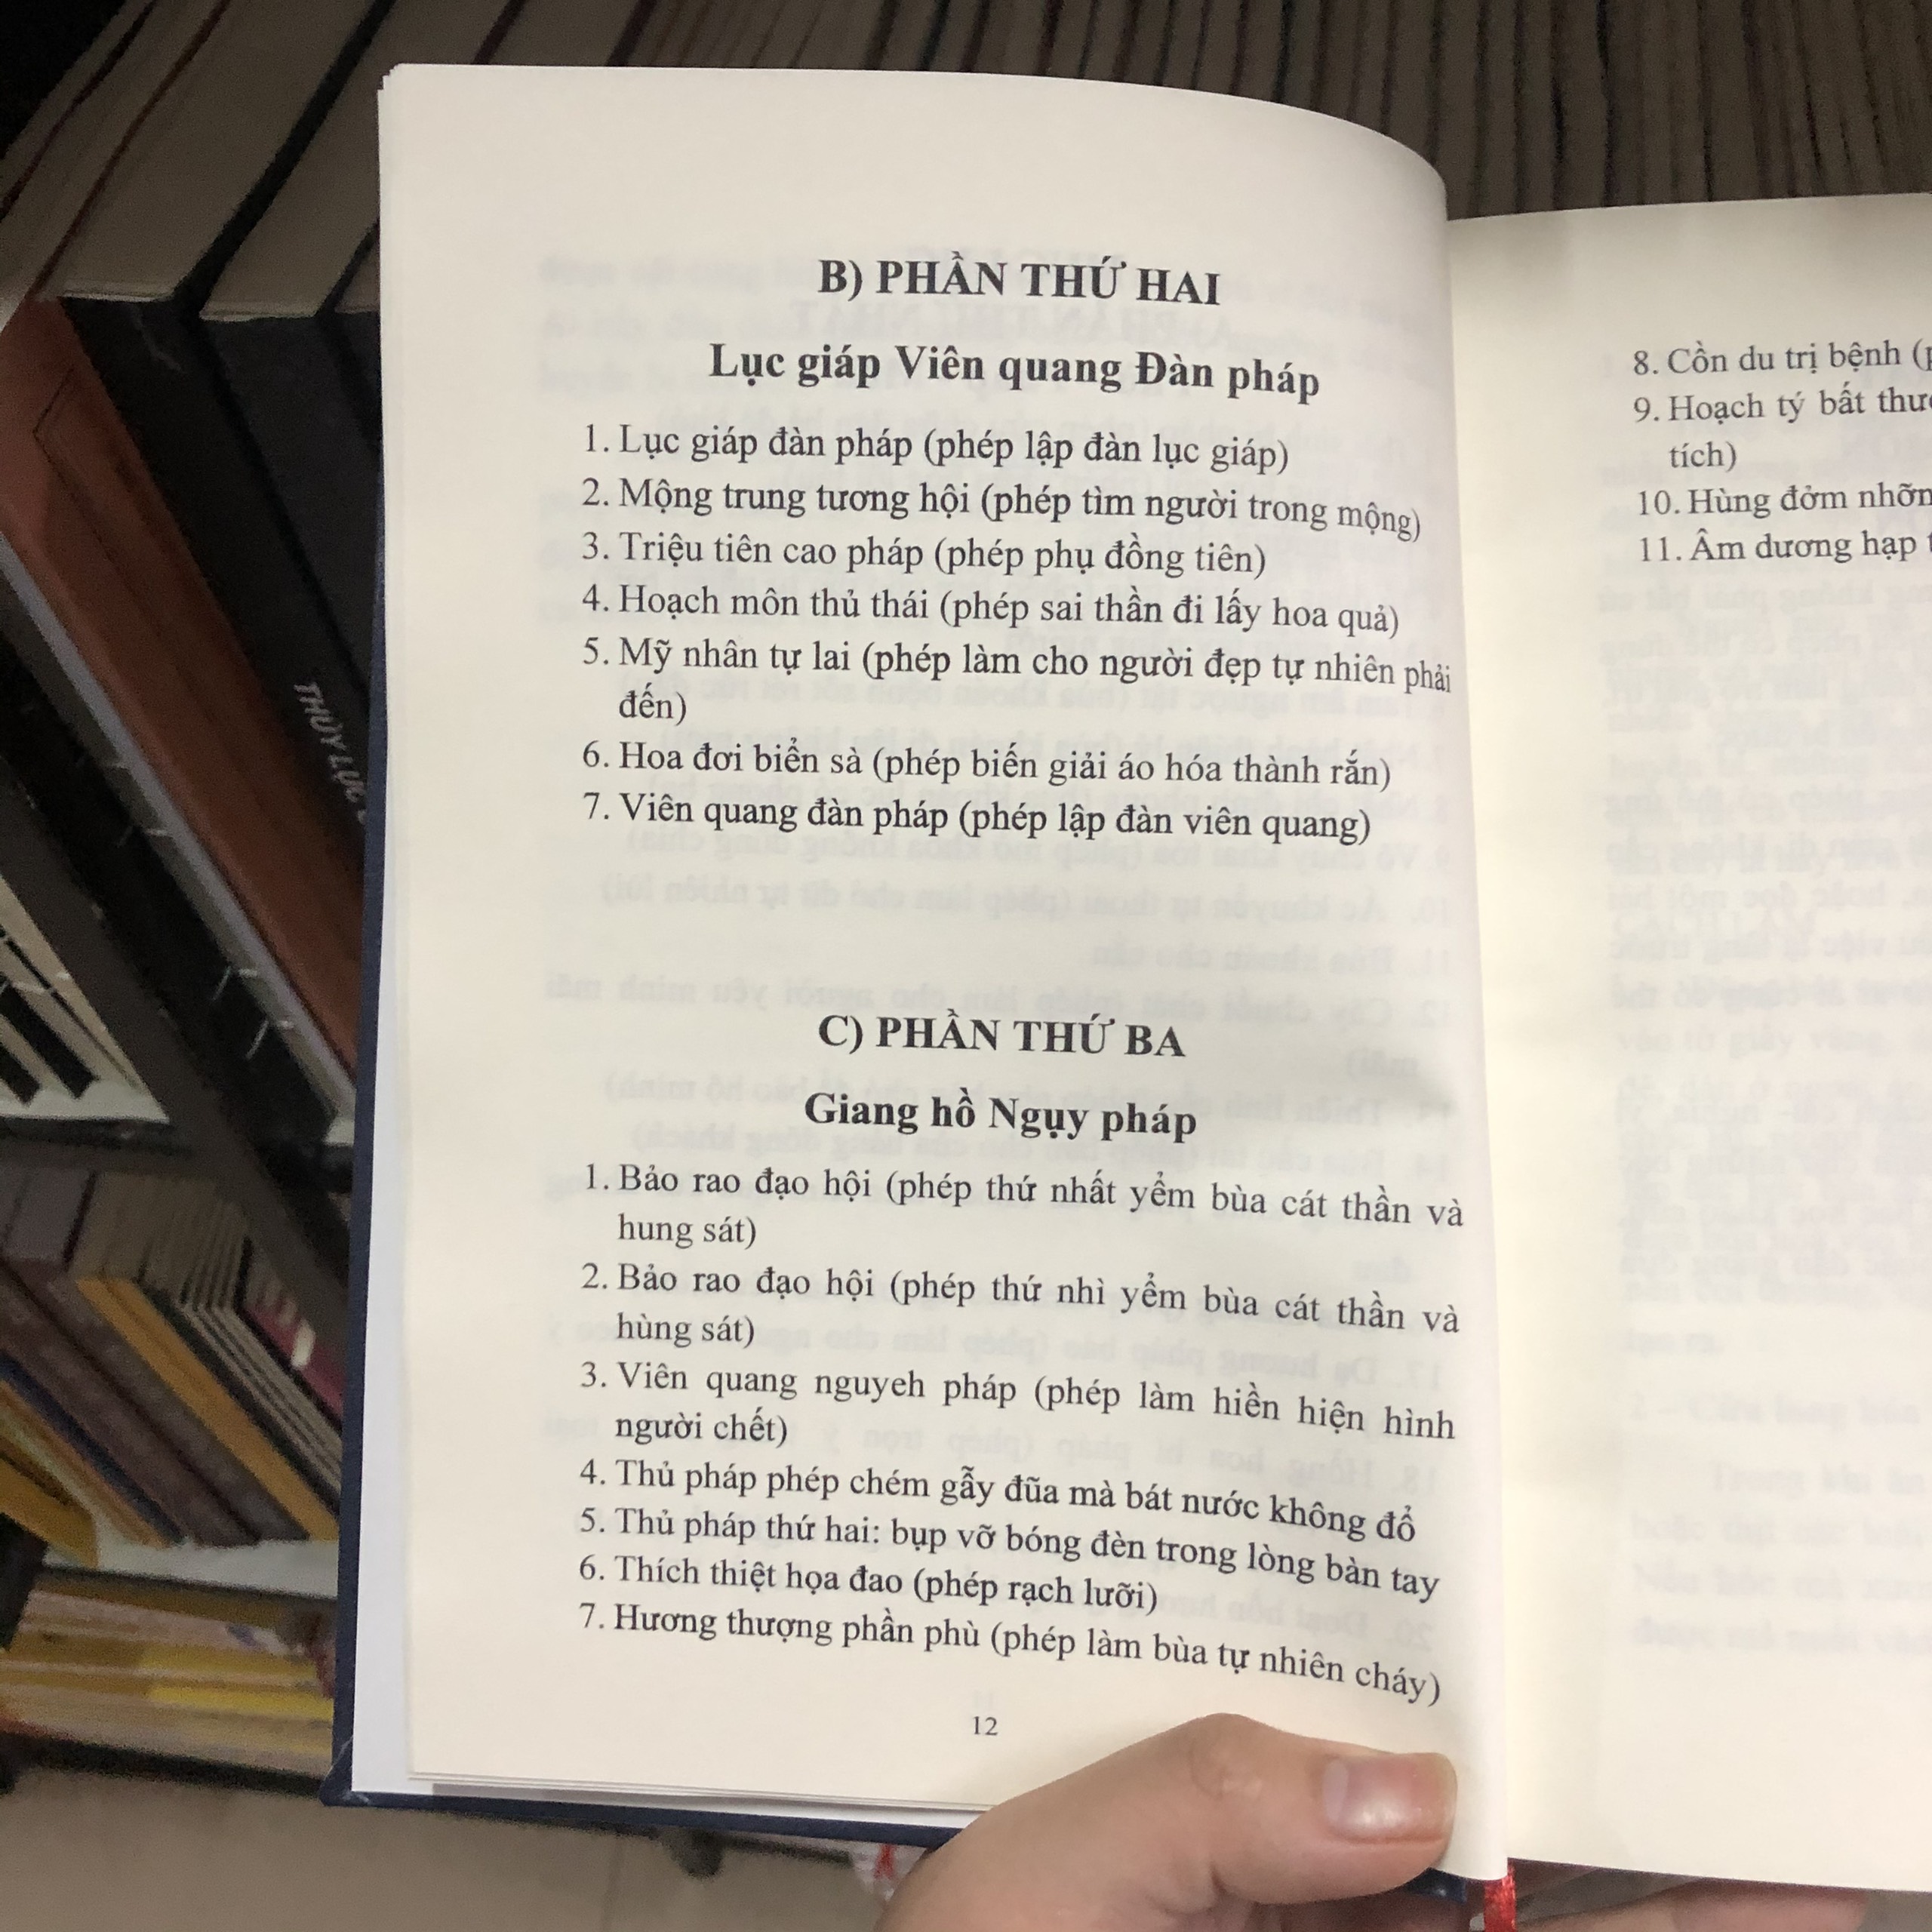 B) PHẦN THỨ HAI
Lục giáp Viên quang Đàn pháp
1. Lục giáp đàn pháp (phép lập đàn lục giáp)
2. Mộng trung tương hội (phép tìm người trong mộng)
3. Triệu tiên cao pháp (phép phụ đồng tiên)
4. Hoạch môn thủ thái (phép sai thần đi lấy hoa quả)
5. Mỹ nhân tự lai (phép làm cho người đẹp tự nhiên phải
đến)
6. Hoa đơi biển sà (phép biến giải áo hóa thành rắn)
7. Viên quang đàn pháp (phép lập đàn viên quang)
C) PHẦN THỨ BA
Giang hồ Ngụy pháp
1. Bảo rao đạo hội (phép thứ nhất yểm bùa cát thần và
hung sát)
2. Bảo rao đạo hội (phép thứ nhì yểm bùa cát thần và
hùng sát)
3. Viên quang nguyeh pháp (phép làm hiền hiện hình
người chết)
4. Thủ pháp phép chém gẫy đũa mà bát nước không đổ
5. Thủ pháp thứ hai: bụp vỡ bóng đèn trong lòng bàn tay
6. Thích thiệt họa đao (phép rạch lưỡi)
7. Hương thượng phần phù (phép làm bùa tự nhiên cháy)
12
8. Cồn du trị bệnh (
9. Hoạch tý bất
tích)
10. Hùng đởm
11. Âm dương hạp
THỦY LỤC